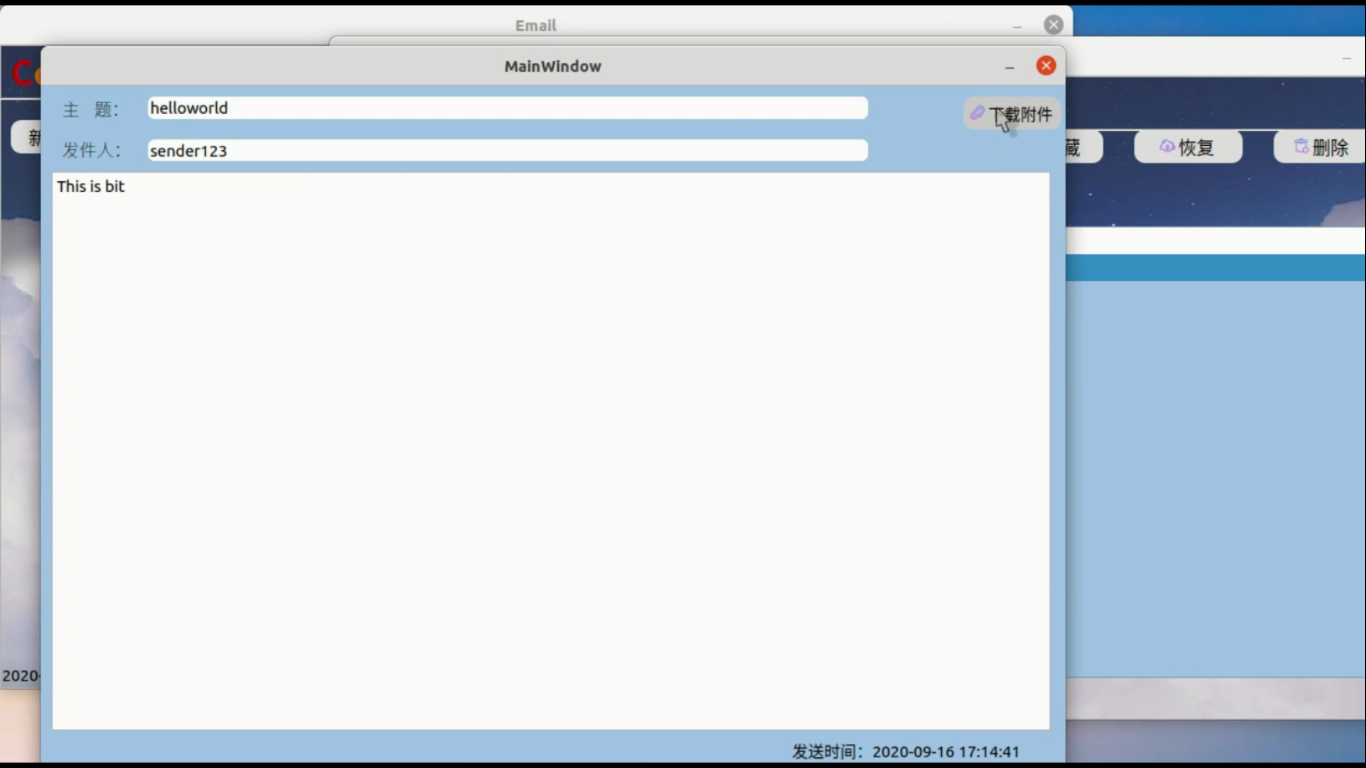 Email
MainWindow
主 题：
helloworld
下载附件
发件人：
sender123
新
藏
恢复
删除
This is bit
2020-
发送时间：2020-09-16 17:14:41